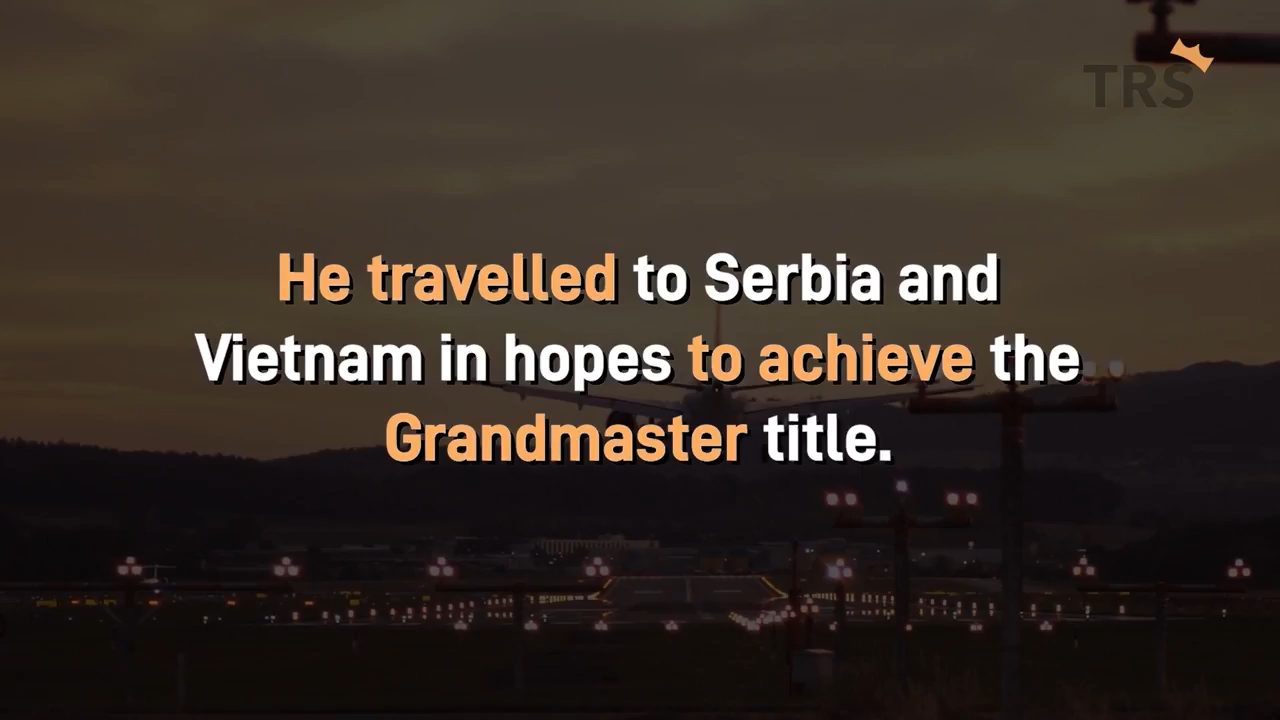 TRS
He travelled to Serbia and
Vietnam in hopes to achieve the
Grandmaster title.